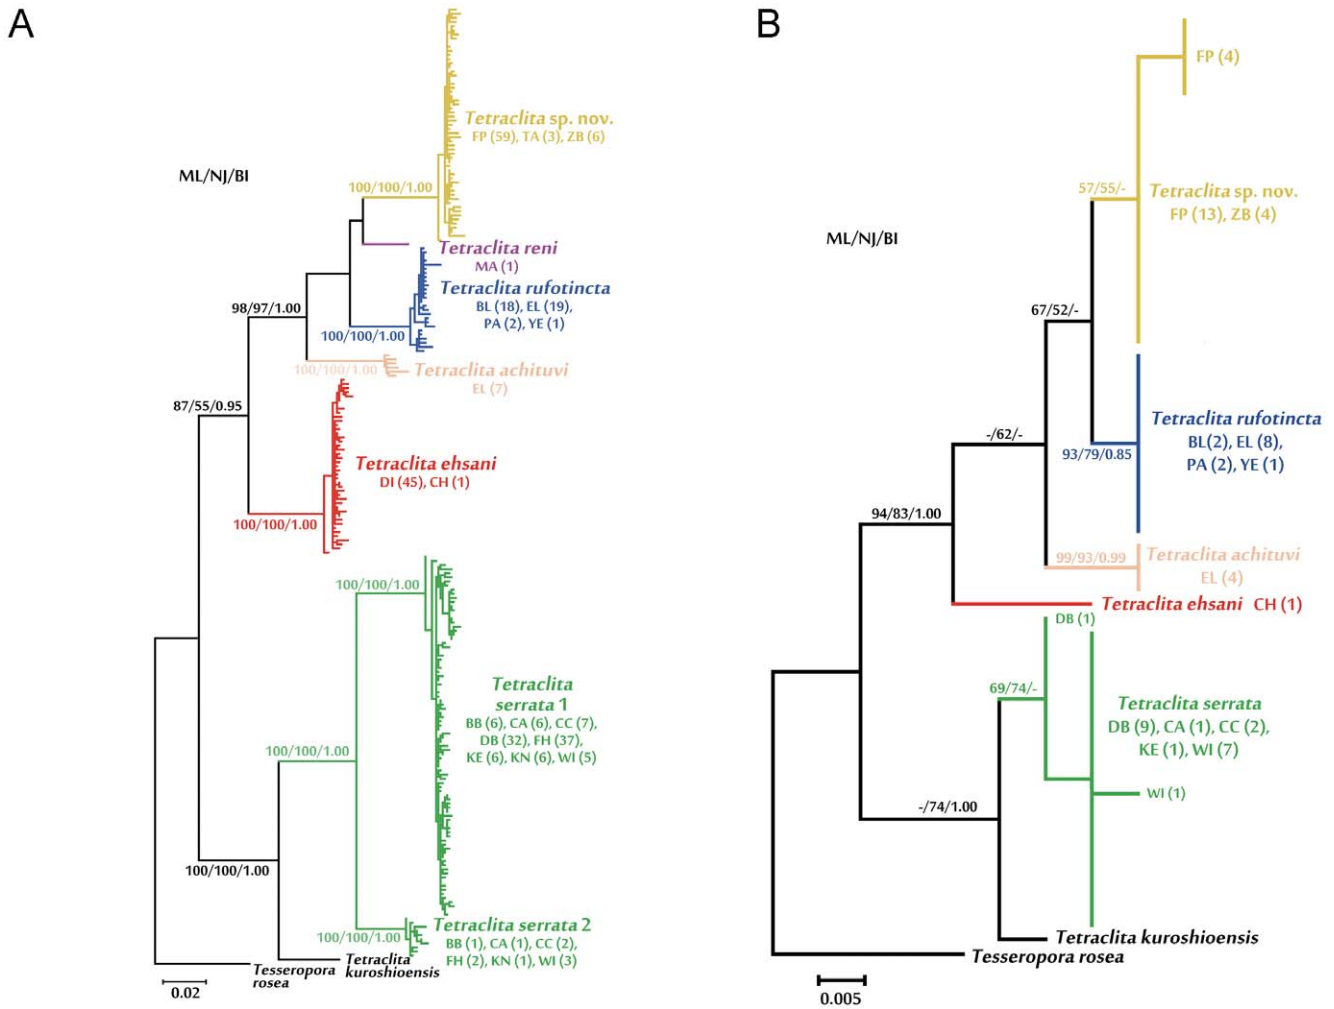 A
ML/NJ/BI
Tetraclita sp. nov.
FP (59), TA (3), ZB (6)
100/100/1.00
Tetraclita reni
MA (1)
Tetraclita rufotincta
BL (18), EL (19),
PA (2), YE (1)
98/97/1.00
100/100/1.00
100/100/1.00
Tetraclita achituvi
EL (7)
87/55/0.95
Tetraclita ehsani
DI (45), CH (1)
100/100/1.00
100/100/1.00
Tetraclita
serrata 1
BB (6), CA (6), CC (7),
DB (32), FH (37),
KE (6), KN (6), WI (5)
100/100/1.00
100/100/1.00
Tetraclita serrata 2
100/100/1.00
BB (1), CA (1), CC (2),
FH (2), KN (1), WI (3)
Tetraclita
kuroshioensis
Tesseropora
rosea
0.02
B
FP (4)
57/55/-
Tetraclita sp. nov.
FP (13), ZB (4)
ML/NJ/BI
67/52/-
Tetraclita rufotincta
BL(2), EL (8),
PA (2), YE (1)
-/62/-
93/79/0.85
94/83/1.00
99/93/0.99
Tetraclita achituvi
EL (4)
Tetraclita ehsani CH (1)
DB (1)
69/74/-
Tetraclita serrata
DB (9), CA (1), CC (2),
KE (1), WI (7)
WI (1)
-/74/1.00
Tetraclita kuroshioensis
Tesseropora rosea
0.005